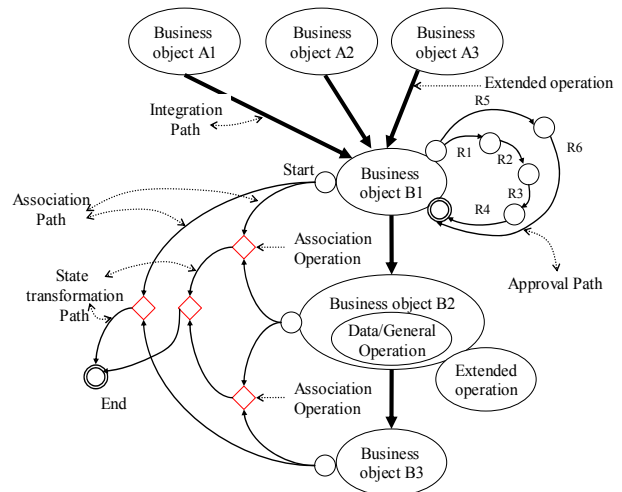 Business
object A1
Business
object A2
Business
object A3
Extended operation
Integration
Path
R5
R1
R2
R6
R3
R4
Start
Business
object B1
Association
Path
Association
Operation
Approval Path
State
transformation
Path
Business object B2
Data/General
Operation
Extended
operation
Association
Operation
End
Business
object B3